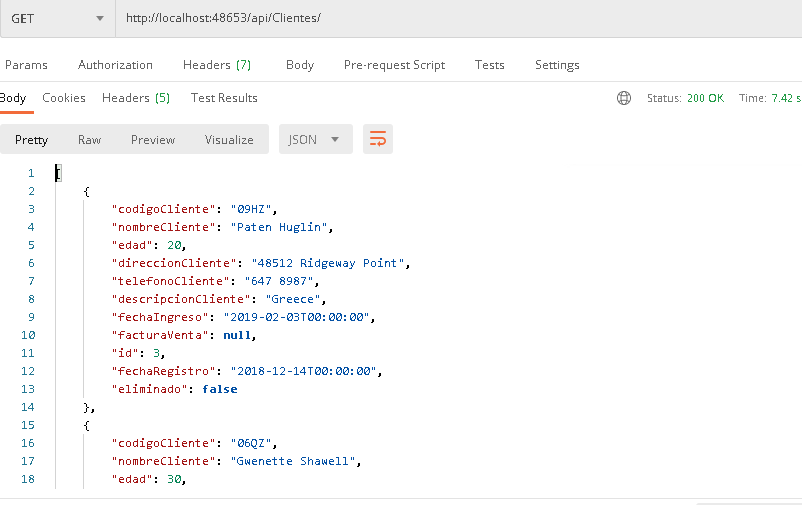 GET http://localhost:48653/api/Clientes/
Params Authorization Headers (7) Body Pre-request Script Tests Settings
Body Cookies Headers (5) Test Results Status: 200 OK Time: 7.42 s
Pretty Raw Preview Visualize JSON
1 [
2 {
3 "codigoCliente": "09HZ",
4 "nombreCliente": "Paten Huglin",
5 "edad": 20,
6 "direccionCliente": "48512 Ridgeway Point",
7 "telefonoCliente": "647 8987",
8 "descripcionCliente": "Greece",
9 "fechaIngreso": "2019-02-03T00:00:00",
10 "facturaVenta": null,
11 "id": 3,
12 "fechaRegistro": "2018-12-14T00:00:00",
13 "eliminado": false
14 },
15 {
16 "codigoCliente": "06QZ",
17 "nombreCliente": "Gwenette Shawell",
18 "edad": 30,